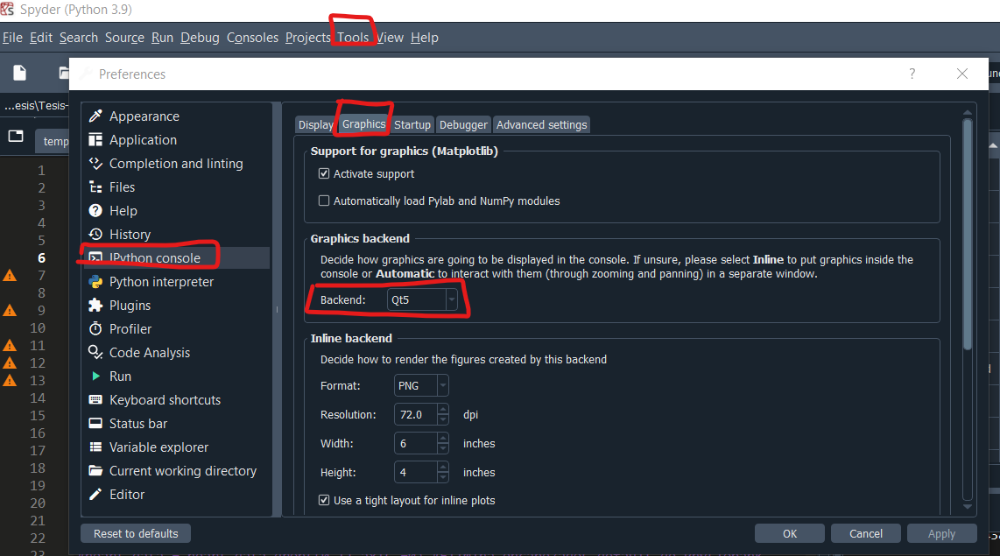 Spyder (Python 3.9)
File Edit Search Source Run Debug Consoles Projects Tools View Help
Preferences
?
...esis\Tesis-
temp
1
2
3
4
5
6
7
8
9
10
11
12
13
14
15
16
17
18
19
20
21
22
23
Appearance
Application
Completion and linting
Files
Help
History
IPython console
Python interpreter
Plugins
Profiler
Code Analysis
Run
Keyboard shortcuts
Status bar
Variable explorer
Current working directory
Editor
Display Graphics Startup Debugger Advanced settings
Support for graphics (Matplotlib)
Activate support
Automatically load Pylab and NumPy modules
Graphics backend
Decide how graphics are going to be displayed in the console. If unsure, please select Inline to put graphics inside the
console or Automatic to interact with them (through zooming and panning) in a separate window.
Backend: Qt5
Inline backend
Decide how to render the figures created by this backend
Format: PNG
Resolution: 72.0 dpi
Width: 6 inches
Height: 4 inches
Use a tight layout for inline plots
Reset to defaults OK Cancel Apply